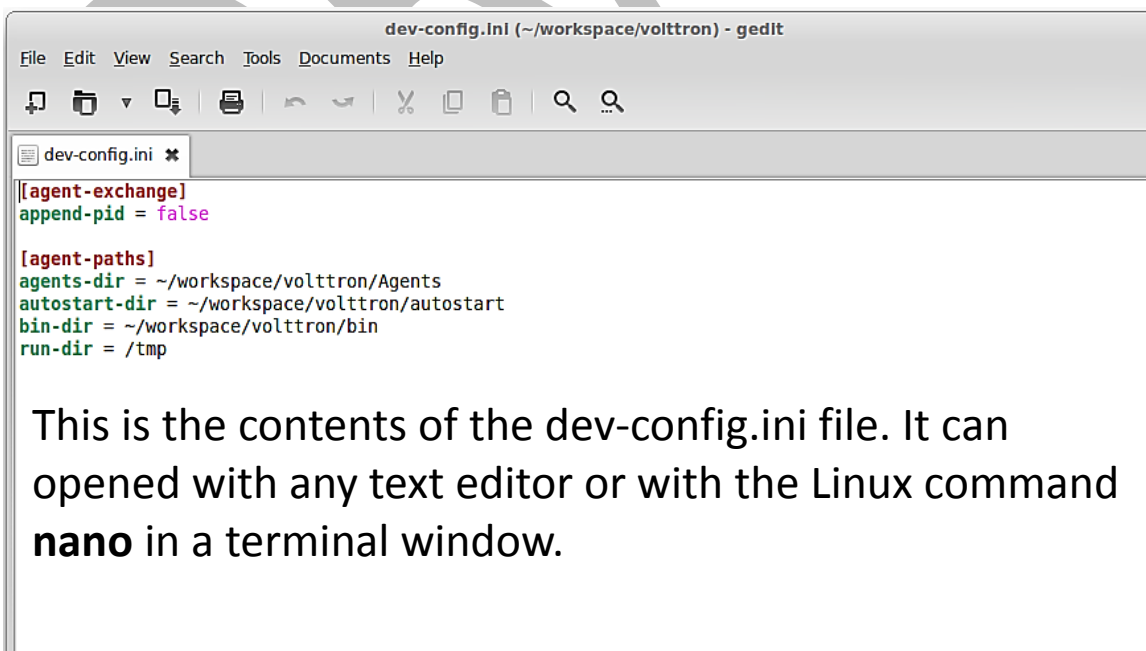 dev-config.ini (~/workspace/volttron) - gedit
File Edit View Search Tools Documents Help
dev-config.ini
[agent-exchange]
append-pid = false
[agent-paths]
agents-dir = ~/workspace/volttron/Agents
autostart-dir = ~/workspace/volttron/autostart
bin-dir = ~/workspace/volttron/bin
run-dir = /tmp
This is the contents of the dev-config.ini file. It can
opened with any text editor or with the Linux command
nano in a terminal window.